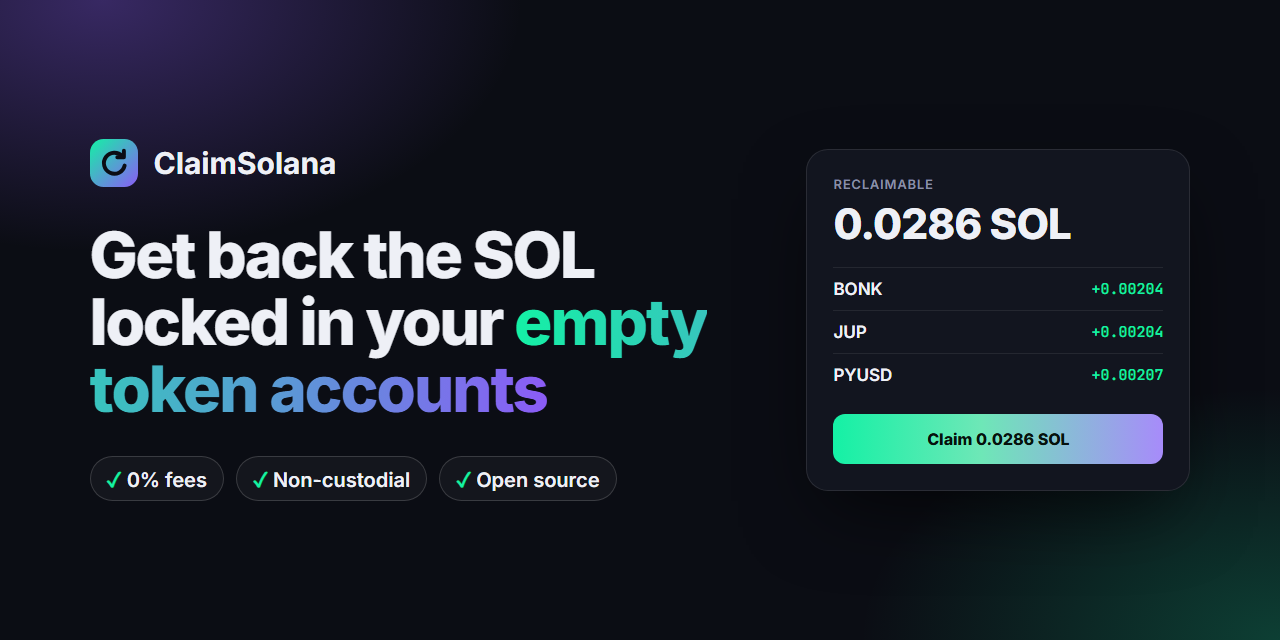 ClaimSolana
Get back the SOL
locked in your empty
token accounts
✓ 0% fees ✓ Non-custodial ✓ Open source
RECLAIMABLE
0.0286 SOL
BONK +0.00204
JUP +0.00204
PYUSD +0.00207
Claim 0.0286 SOL